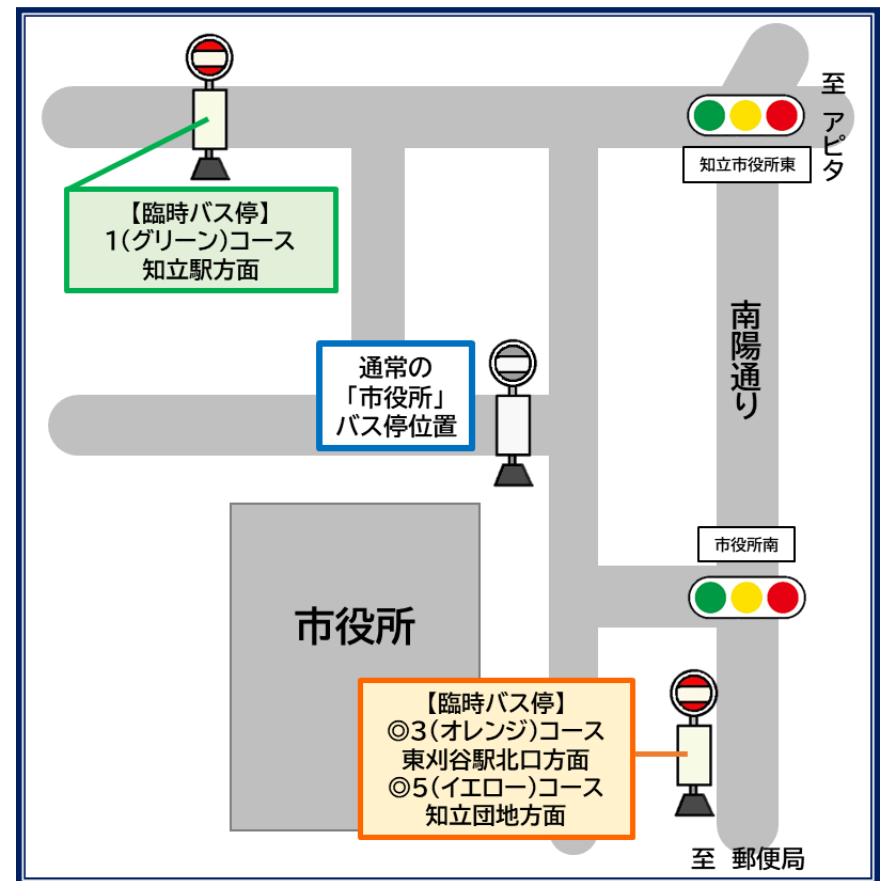 至 アピタ
知立市役所東
【臨時バス停】
1(グリーン)コース
知立駅方面
南陽通り
通常の
「市役所」
バス停位置
市役所南
市役所
【臨時バス停】
◎3(オレンジ)コース
東刈谷駅北口方面
◎5(イエロー)コース
知立団地方面
至 郵便局